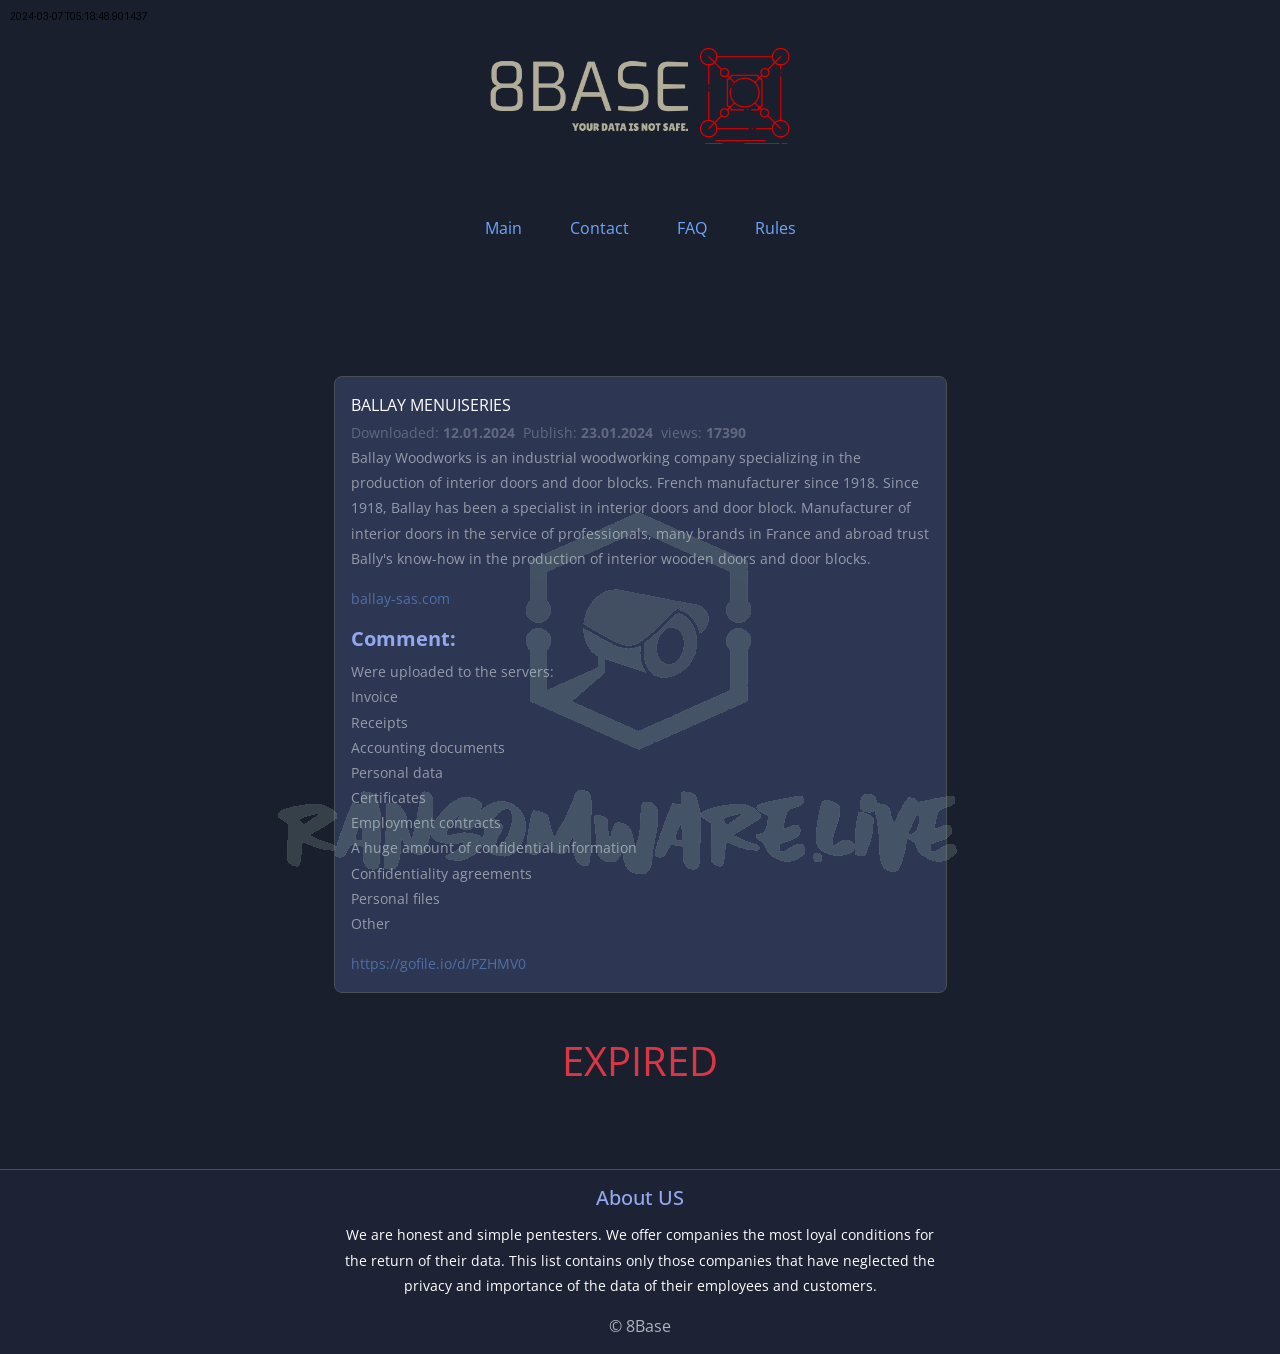 2024-03-07T05:18:48.901437
8BASE
YOUR DATA IS NOT SAFE.
Main Contact FAQ Rules
BALLAY MENUISERIES
Downloaded: 12.01.2024 Publish: 23.01.2024 views: 17390
Ballay Woodworks is an industrial woodworking company specializing in the
production of interior doors and door blocks. French manufacturer since 1918. Since
1918, Ballay has been a specialist in interior doors and door block. Manufacturer of
interior doors in the service of professionals, many brands in France and abroad trust
Bally's know-how in the production of interior wooden doors and door blocks.
ballay-sas.com
Comment:
Were uploaded to the servers:
Invoice
Receipts
Accounting documents
Personal data
Certificates
Employment contracts
A huge amount of confidential information
Confidentiality agreements
Personal files
Other
https://gofile.io/d/PZHMV0
RANSOMWARE.LIVE
EXPIRED
About US
We are honest and simple pentesters. We offer companies the most loyal conditions for
the return of their data. This list contains only those companies that have neglected the
privacy and importance of the data of their employees and customers.
© 8Base